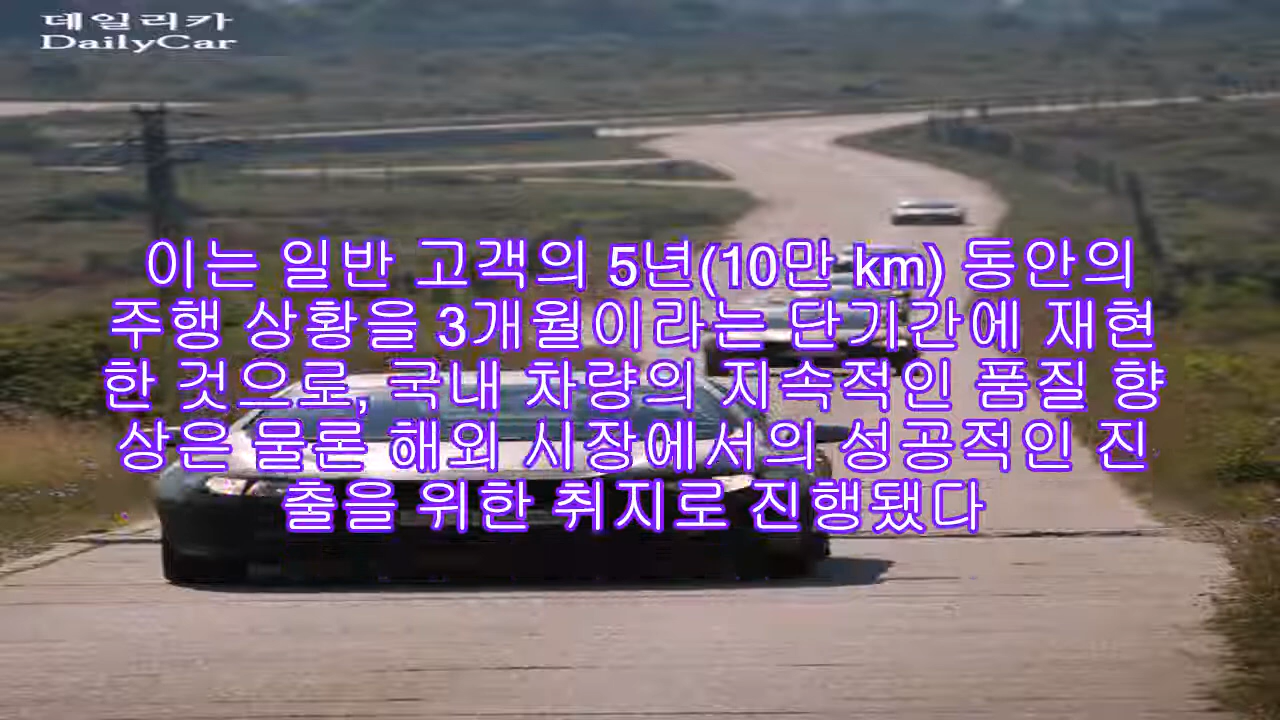 데일리카
DailyCar
이는 일반 고객의 5년(10만 km) 동안의
주행 상황을 3개월이라는 단기간에 재현
한 것으로, 국내 차량의 지속적인 품질 향
상은 물론 해외 시장에서의 성공적인 진
출을 위한 취지로 진행됐다